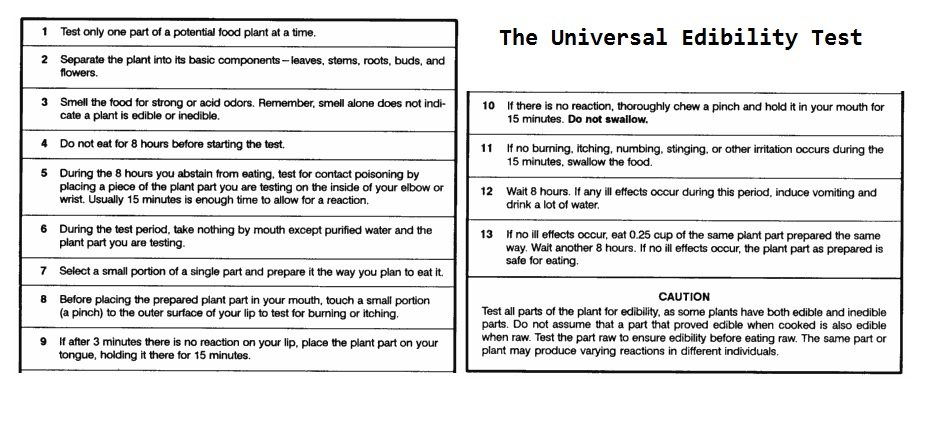 The Universal Edibility Test
1 Test only one part of a potential food plant at a time.
2 Separate the plant into its basic components—leaves, stems, roots, buds, and
flowers.
3 Smell the food for strong or acid odors. Remember, smell alone does not indi-
cate a plant is edible or inedible.
4 Do not eat for 8 hours before starting the test.
5 During the 8 hours you abstain from eating, test for contact poisoning by
placing a piece of the plant part you are testing on the inside of your elbow or
wrist. Usually 15 minutes is enough time to allow for a reaction.
6 During the test period, take nothing by mouth except purified water and the
plant part you are testing.
7 Select a small portion of a single part and prepare it the way you plan to eat it.
8 Before placing the prepared plant part in your mouth, touch a small portion
(a pinch) to the outer surface of your lip to test for burning or itching.
9 If after 3 minutes there is no reaction on your lip, place the plant part on your
tongue, holding it there for 15 minutes.
10 If there is no reaction, thoroughly chew a pinch and hold it in your mouth for
15 minutes. Do not swallow.
11 If no burning, itching, numbing, stinging, or other irritation occurs during the
15 minutes, swallow the food.
12 Wait 8 hours. If any ill effects occur during this period, induce vomiting and
drink a lot of water.
13 If no ill effects occur, eat 0.25 cup of the same plant part prepared the same
way. Wait another 8 hours. If no ill effects occur, the plant part as prepared is
safe for eating.
CAUTION
Test all parts of the plant for edibility, as some plants have both edible and inedible
parts. Do not assume that a part that proved edible when cooked is also edible
when raw. Test the part raw to ensure edibility before eating raw. The same part or
plant may produce varying reactions in different individuals.